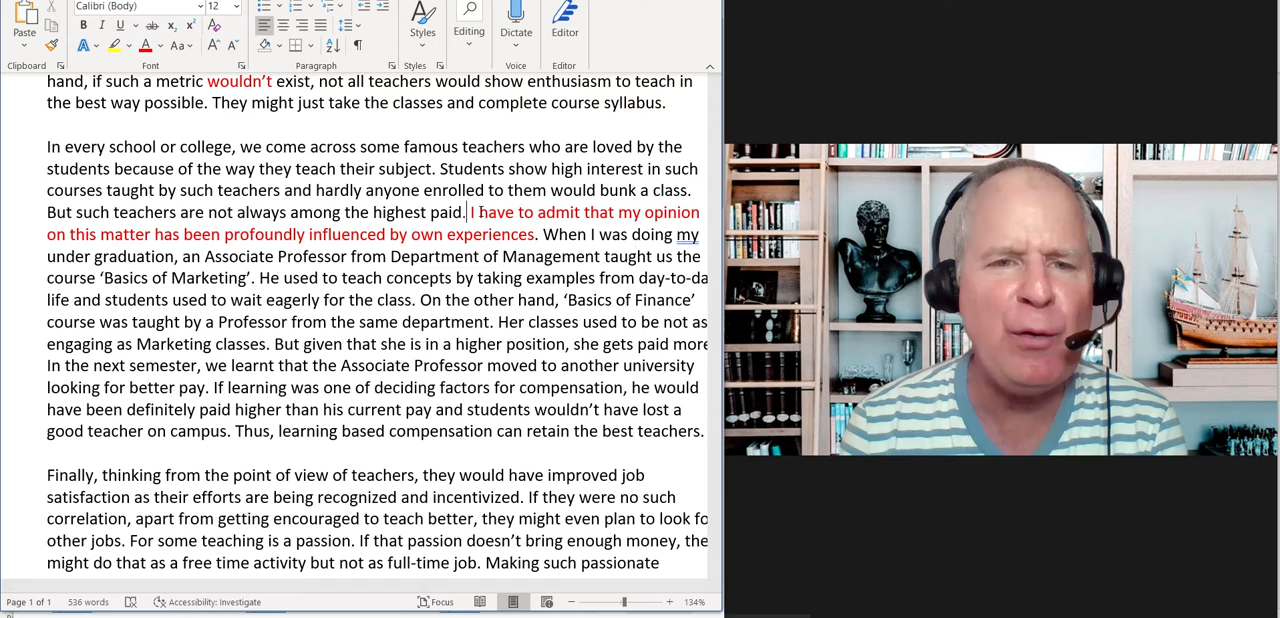 Calibri (Body) 12
Paste
Styles Editing Dictate Editor
Clipboard Font Paragraph Styles Voice Editor
hand, if such a metric wouldn't exist, not all teachers would show enthusiasm to teach in
the best way possible. They might just take the classes and complete course syllabus.
In every school or college, we come across some famous teachers who are loved by the
students because of the way they teach their subject. Students show high interest in such
courses taught by such teachers and hardly anyone enrolled to them would bunk a class.
But such teachers are not always among the highest paid. I have to admit that my opinion
on this matter has been profoundly influenced by own experiences. When I was doing my
under graduation, an Associate Professor from Department of Management taught us the
course ‘Basics of Marketing’. He used to teach concepts by taking examples from day-to-da
life and students used to wait eagerly for the class. On the other hand, ‘Basics of Finance’
course was taught by a Professor from the same department. Her classes used to be not as
engaging as Marketing classes. But given that she is in a higher position, she gets paid more
In the next semester, we learnt that the Associate Professor moved to another university
looking for better pay. If learning was one of deciding factors for compensation, he would
have been definitely paid higher than his current pay and students wouldn’t have lost a
good teacher on campus. Thus, learning based compensation can retain the best teachers.
Finally, thinking from the point of view of teachers, they would have improved job
satisfaction as their efforts are being recognized and incentivized. If they were no such
correlation, apart from getting encouraged to teach better, they might even plan to look fo
other jobs. For some teaching is a passion. If that passion doesn’t bring enough money, the
might do that as a free time activity but not as full-time job. Making such passionate
Page 1 of 1 536 words Accessibility: Investigate Focus 134%